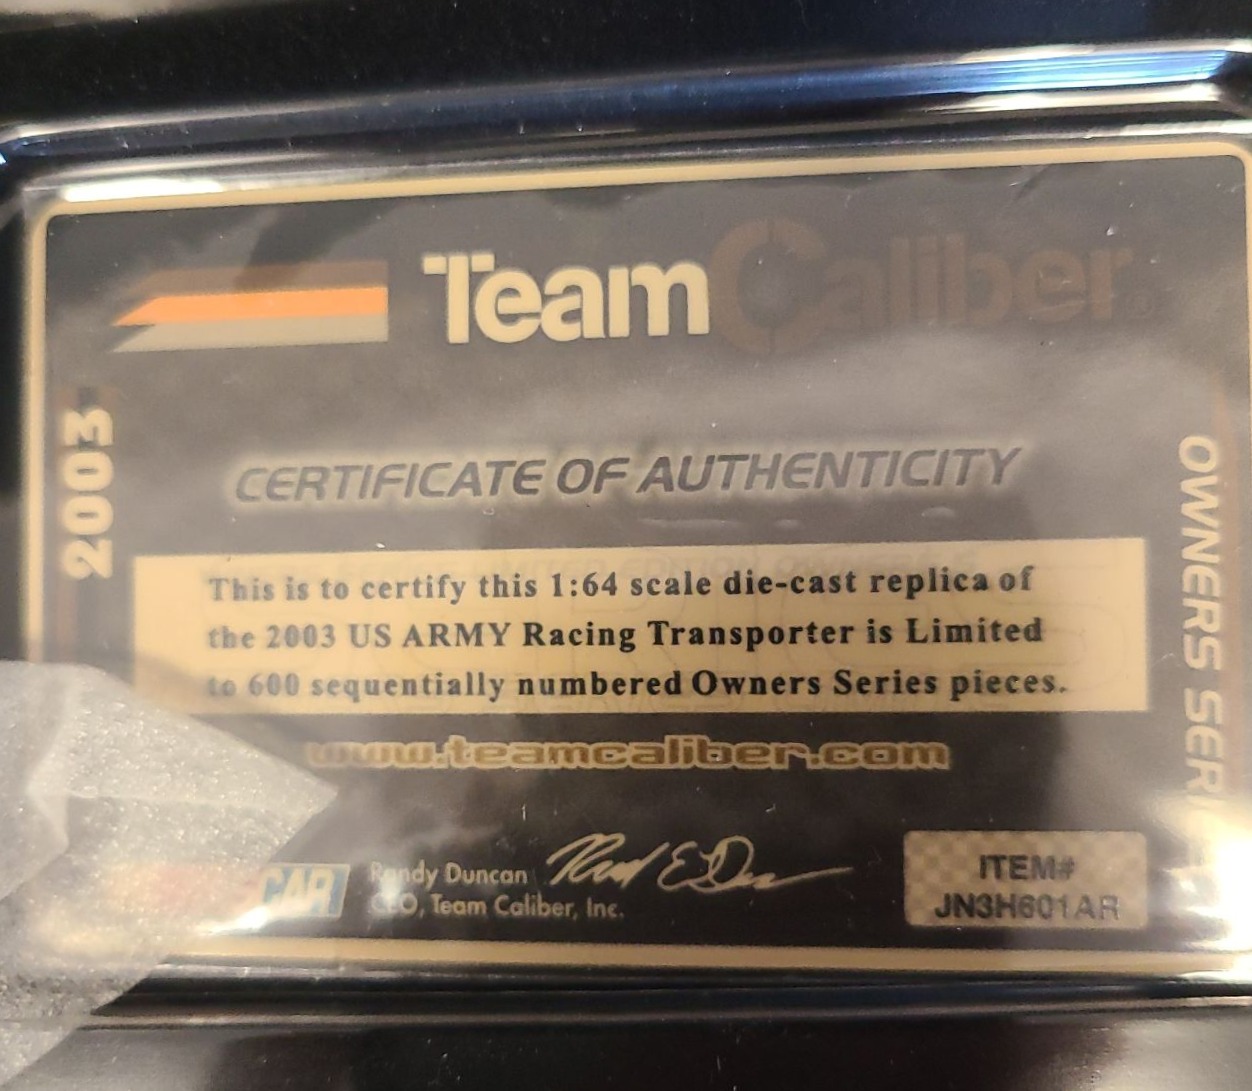 Team Caliber®
2003
CERTIFICATE OF AUTHENTICITY
This is to certify this 1:64 scale die-cast replica of
the 2003 US ARMY Racing Transporter is Limited
to 600 sequentially numbered Owners Series pieces.
www.teamcaliber.com
Randy Duncan
CEO, Team Caliber, Inc.
ITEM#
JN3H601AR
OWNERS